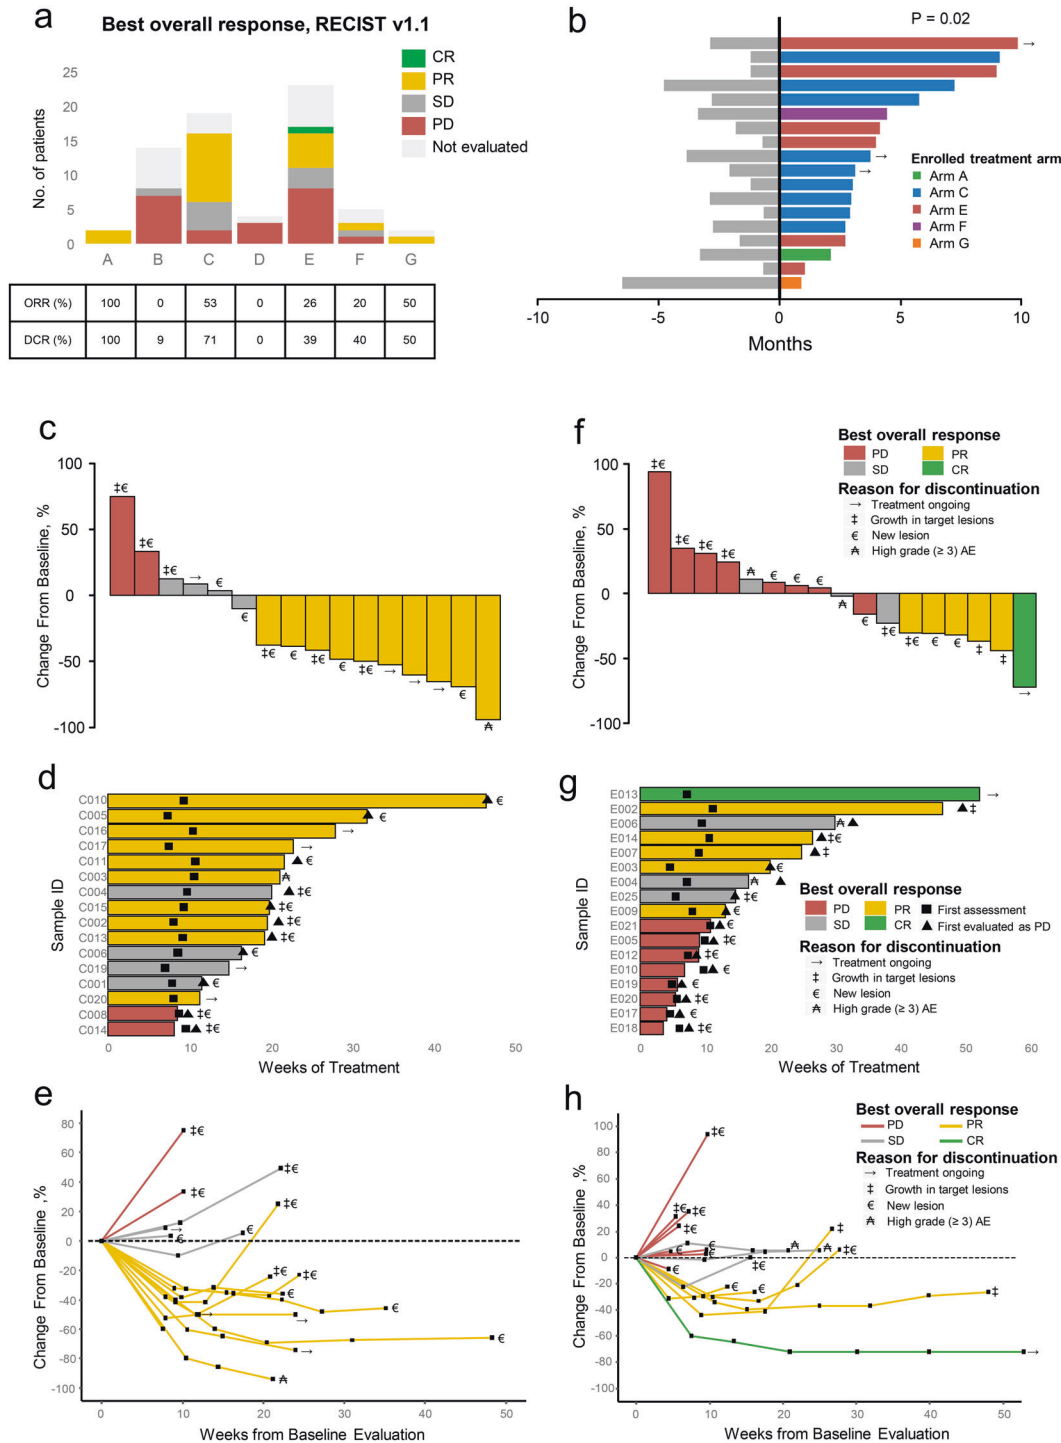 a
Best overall response, RECIST v1.1
CR
PR
SD
PD
Not evaluated
No. of patients
25
20
15
10
5
0
A B C D E F G
ORR (%) 100 0 53 0 26 20 50
DCR (%) 100 9 71 0 39 40 50
b
P = 0.02
→
→
→
Enrolled treatment arm
Arm A
Arm C
Arm E
Arm F
Arm G
-10 -5 0 5 10
Months
c
Change From Baseline, %
100
50
0
-50
-100
‡€ ‡€ ‡€ → € €
‡€ € ‡€ € ‡€ → → → € ₳
f
Best overall response
PD PR
SD CR
Reason for discontinuation
→ Treatment ongoing
‡ Growth in target lesions
€ New lesion
₳ High grade (≥ 3) AE
Change From Baseline, %
100
50
0
-50
-100
‡€ ‡€ ‡€ ‡€ ₳ € € € ₳ €
‡€ ‡€ € € ‡ ‡ →
d
Sample ID
C010 €
C005 €
C016 →
C017 →
C011 €
C003 ₳
C004 ‡€
C015 ‡€
C002 ‡€
C013 ‡€
C006 €
C019 →
C001 €
C020 →
C008 ‡€
C014 ‡€
0 10 20 30 40 50
Weeks of Treatment
g
Sample ID
E013 →
E002 ‡
E006 ₳
E014 ‡€
E007 ‡
E003 €
E004 ₳
E025 ‡€
E009 €
E021 €
E005 ‡€
E012 ‡€
E010 €
E019 €
E020 ‡€
E017 €
E018 ‡€
Best overall response
PD PR First assessment
SD CR First evaluated as PD
Reason for discontinuation
→ Treatment ongoing
‡ Growth in target lesions
€ New lesion
₳ High grade (≥ 3) AE
0 10 20 30 40 50 60
Weeks of Treatment
e
Change From Baseline ,%
80
60
40
20
0
-20
-40
-60
-80
-100
‡€
‡€
‡€
‡€
→
€
€
‡€ ‡€
€
→
→
€
→
€
₳
0 10 20 30 40 50
Weeks from Baseline Evaluation
h
Best overall response
PD PR
SD CR
Reason for discontinuation
→ Treatment ongoing
‡ Growth in target lesions
€ New lesion
₳ High grade (≥ 3) AE
Change From Baseline ,%
100
80
60
40
20
0
-20
-40
-60
-80
-100
‡€
‡€ ‡€
‡€
‡
€ € ₳ ₳ ‡€
€
€
‡€
€ €
‡
→
0 10 20 30 40 50
Weeks from Baseline Evaluation